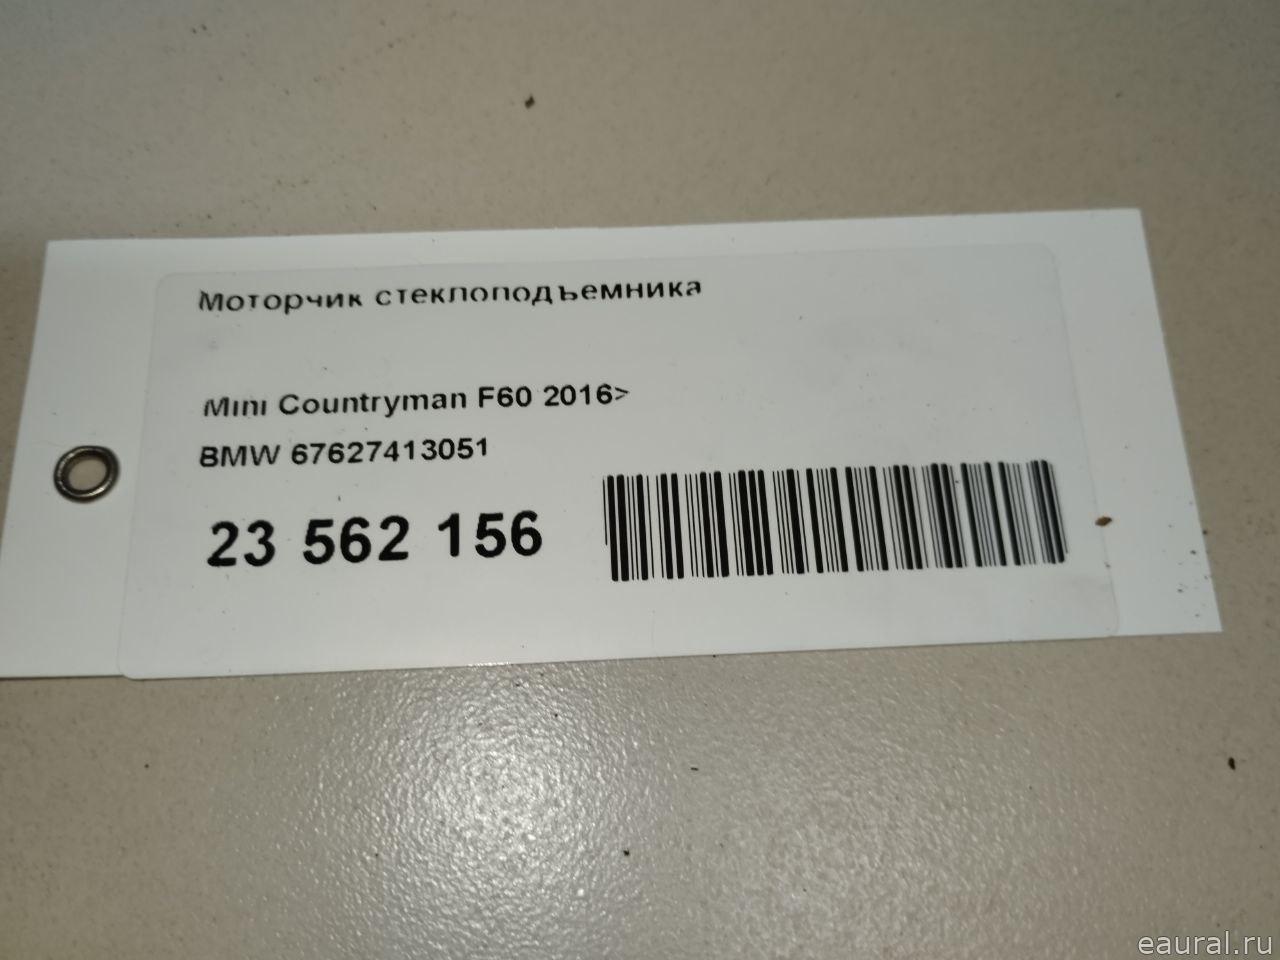 Моторчик стеклоподъемника
Mini Countryman F60 2016>
BMW 67627413051
23 562 156
eaural.ru